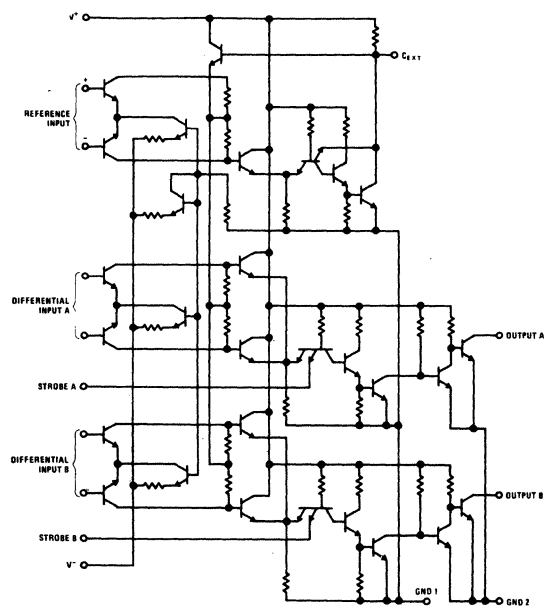 V+
CEXT
+
REFERENCE
INPUT
−
DIFFERENTIAL
INPUT A
OUTPUT A
STROBE A
DIFFERENTIAL
INPUT B
OUTPUT B
STROBE B
V−
GND 1
GND 2